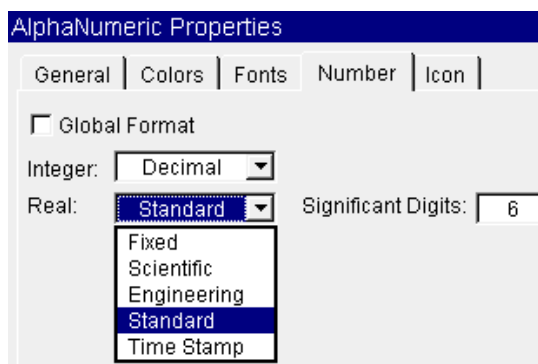 AlphaNumeric Properties
General Colors Fonts Number Icon
Global Format
Integer: Decimal
Real: Standard Significant Digits: 6
Fixed
Scientific
Engineering
Standard
Time Stamp